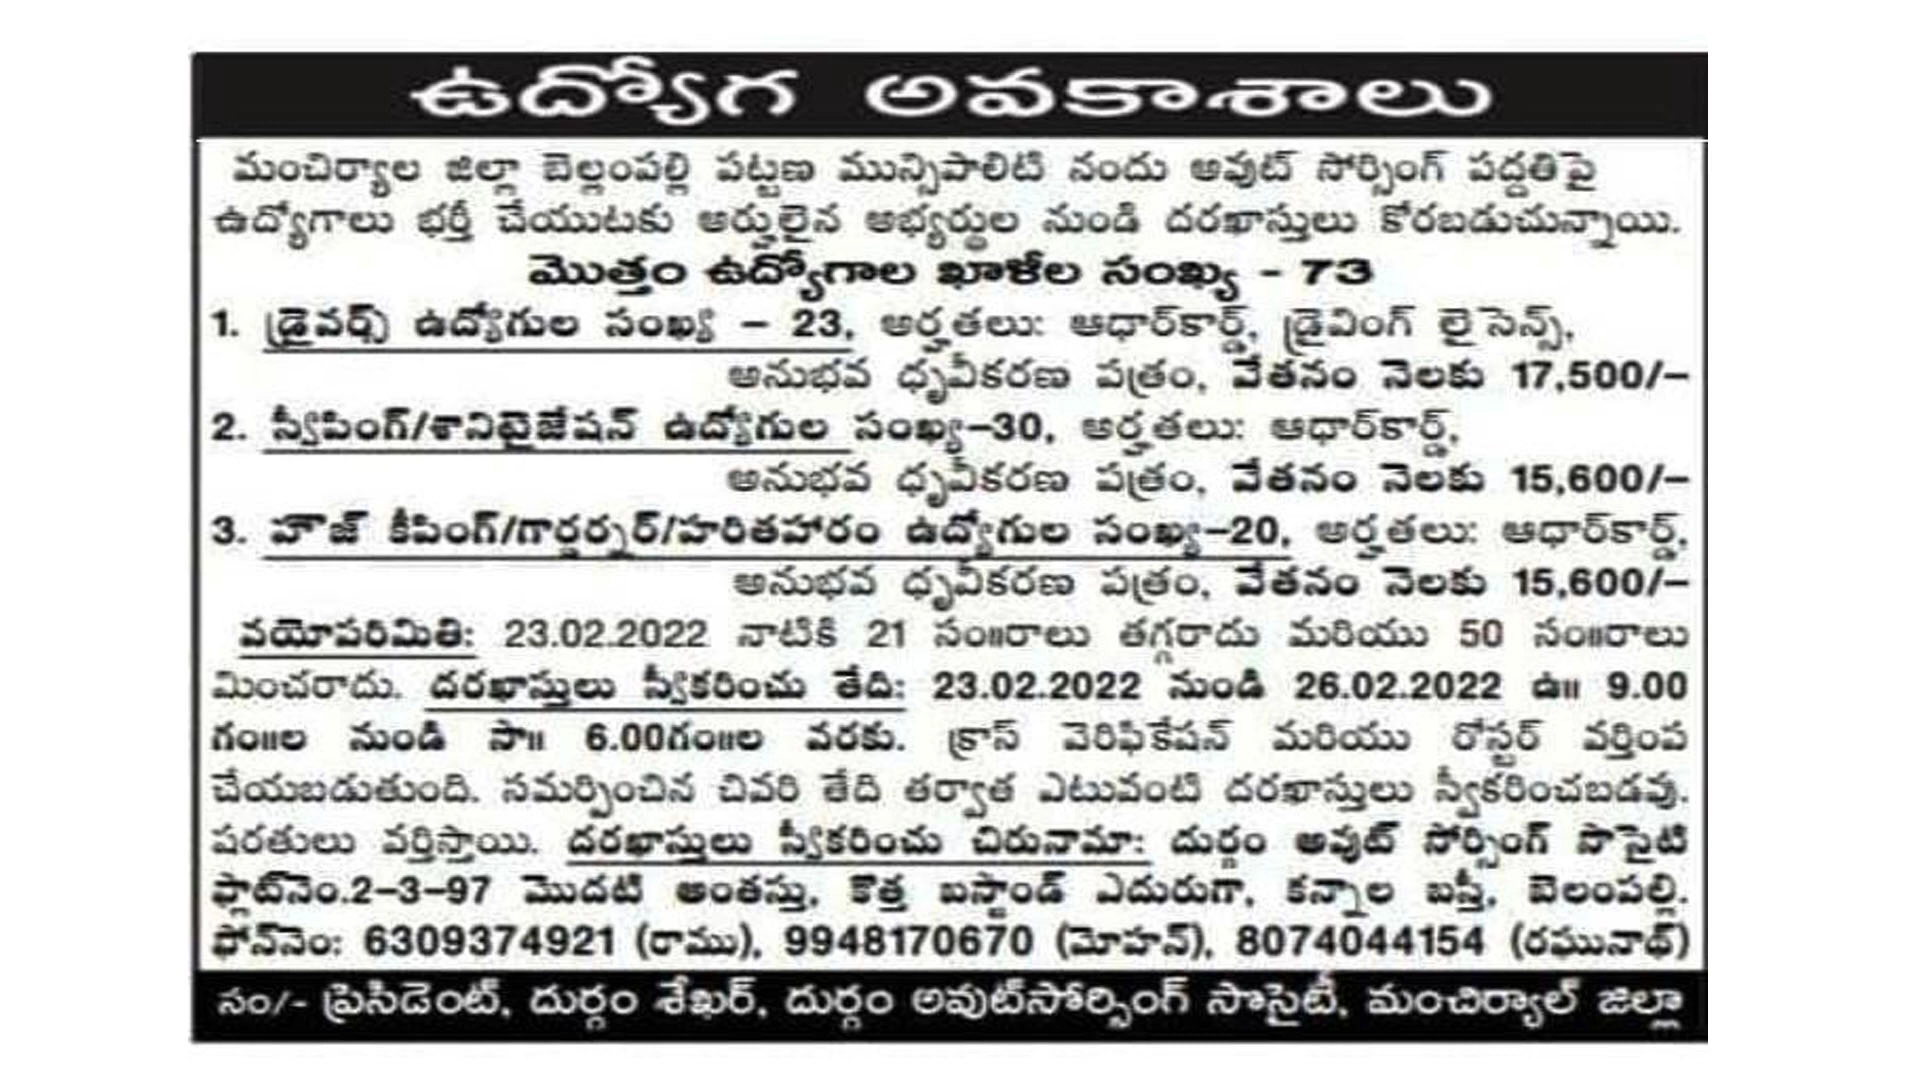 ఉద్యోగ అవకాశాలు
మంచిర్యాల జిల్లా బెల్లంపల్లి పట్టణ మున్సిపాలిటి నందు అవుట్ సోర్సింగ్ పద్దతిపై
ఉద్యోగాలు భర్తీ చేయుటకు అర్హులైన అభ్యర్థుల నుండి దరఖాస్తులు కోరబడుచున్నాయి.
మొత్తం ఉద్యోగాల ఖాళీల సంఖ్య - 73
1. డ్రైవర్స్ ఉద్యోగుల సంఖ్య – 23, అర్హతలు: ఆధార్‌కార్డ్, డ్రైవింగ్ లైసెన్స్,
అనుభవ ధృవీకరణ పత్రం, వేతనం నెలకు 17,500/–
2. స్వీపింగ్/శానిటైజేషన్ ఉద్యోగుల సంఖ్య–30, అర్హతలు: ఆధార్‌కార్డ్,
అనుభవ ధృవీకరణ పత్రం, వేతనం నెలకు 15,600/–
3. హౌజ్ కీపింగ్/గార్డర్నర్/హరితహారం ఉద్యోగుల సంఖ్య–20, అర్హతలు: ఆధార్‌కార్డ్,
అనుభవ ధృవీకరణ పత్రం, వేతనం నెలకు 15,600/–
వయోపరిమితి: 23.02.2022 నాటికి 21 సం॥రాలు తగ్గరాదు మరియు 50 సం॥రాలు
మించరాదు. దరఖాస్తులు స్వీకరించు తేది: 23.02.2022 నుండి 26.02.2022 ఉ॥ 9.00
గం॥ల నుండి సా॥ 6.00గం॥ల వరకు. క్రాస్ వెరిఫికేషన్ మరియు రోస్టర్ వర్తింప
చేయబడుతుంది. సమర్పించిన చివరి తేది తర్వాత ఎటువంటి దరఖాస్తులు స్వీకరించబడవు.
షరతులు వర్తిస్తాయి. దరఖాస్తులు స్వీకరించు చిరునామా: దుర్గం అవుట్ సోర్సింగ్ సొసైటి
ప్లాట్‌నెం.2–3–97 మొదటి అంతస్తు, కొత్త బస్టాండ్ ఎదురుగా, కన్నాల బస్తీ, బెలంపల్లి.
ఫోన్‌నెం: 6309374921 (రాము), 9948170670 (మోహన్), 8074044154 (రఘునాథ్)
సం/- ప్రెసిడెంట్, దుర్గం శేఖర్, దుర్గం అవుట్‌సోర్సింగ్ సొసైటీ, మంచిర్యాల్ జిల్లా